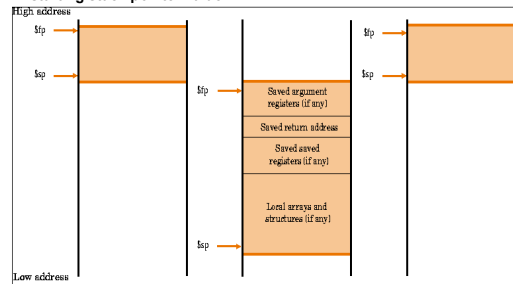 High address
$fp
$sp
$fp
Saved argument
registers (if any)
Saved return address
Saved saved
registers (if any)
Local arrays and
structures (if any)
$sp
$fp
$sp
Low address